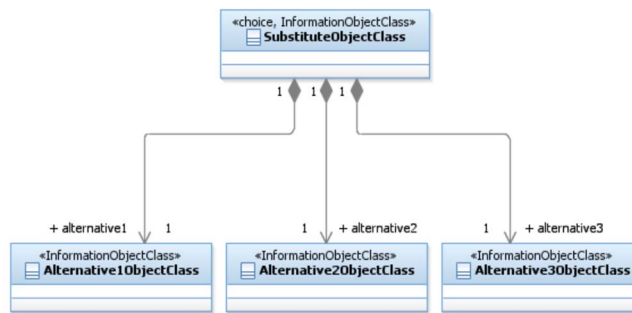 «choice, InformationObjectClass»
SubstituteObjectClass
1 1 1
+ alternative1 1 1 + alternative2 1 + alternative3
«InformationObjectClass» «InformationObjectClass» «InformationObjectClass»
Alternative1ObjectClass Alternative2ObjectClass Alternative3ObjectClass